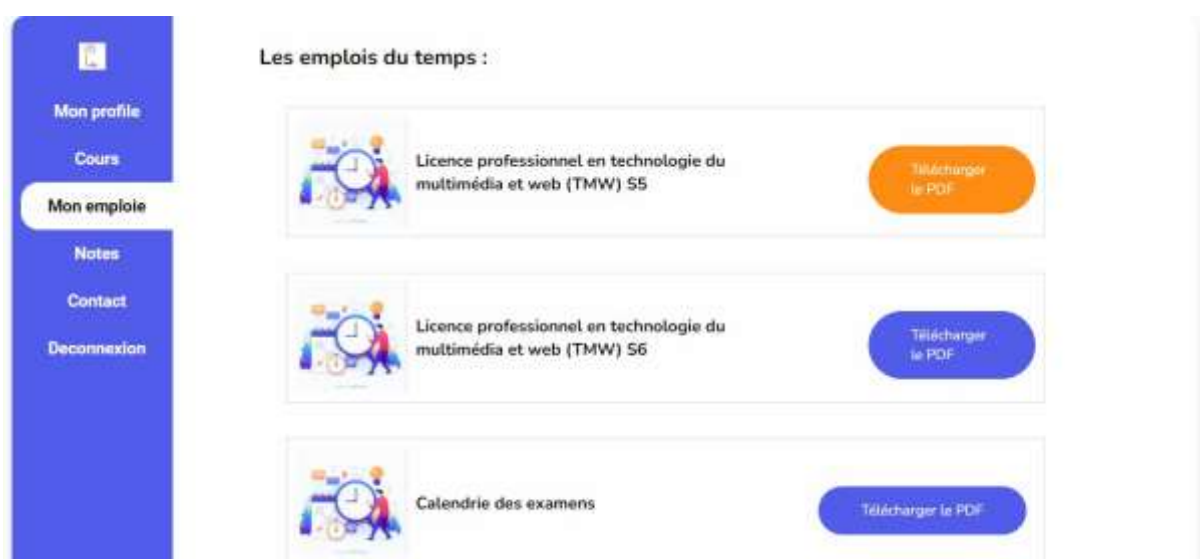 Les emplois du temps :
Mon profile
Cours
Mon emploie
Notes
Contact
Deconnexion
Licence professionnel en technologie du
multimédia et web (TMW) S5
Télécharger
le PDF
Licence professionnel en technologie du
multimédia et web (TMW) S6
Télécharger
le PDF
Calendrie des examens
Télécharger le PDF